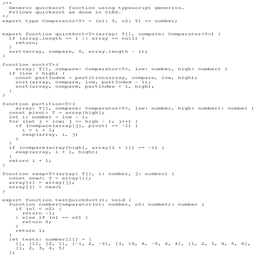 /**
 * Generic quicksort function using typescript generics.
 * Follows quicksort as done in CLRS.
 */
export type Comparator<T> = (o1: T, o2: T) => number;

export function quickSort<T>(array: T[], compare: Comparator<T>) {
  if (array.length <= 1 || array == null) {
    return;
  }
  sort(array, compare, 0, array.length - 1);
}

function sort<T>(
    array: T[], compare: Comparator<T>, low: number, high: number) {
  if (low < high) {
    const partIndex = partition(array, compare, low, high);
    sort(array, compare, low, partIndex - 1);
    sort(array, compare, partIndex + 1, high);
  }
}

function partition<T>(
    array: T[], compare: Comparator<T>, low: number, high: number): number {
  const pivot: T = array[high];
  let i: number = low - 1;
  for (let j = low; j <= high - 1; j++) {
    if (compare(array[j], pivot) == -1) {
      i = i + 1;
      swap(array, i, j)
    }
  }
  if (compare(array[high], array[i + 1]) == -1) {
    swap(array, i + 1, high);
  }
  return i + 1;
}

function swap<T>(array: T[], i: number, j: number) {
  const newJ: T = array[i];
  array[i] = array[j];
  array[j] = newJ;
}

export function testQuickSort(): void {
  function numberComparator(o1: number, o2: number): number {
    if (o1 < o2) {
      return -1;
    } else if (o1 == o2) {
      return 0;
    }
    return 1;
  }
  let tests: number[][] = [
    [], [1], [2, 1], [-1, 2, -3], [3, 16, 8, -5, 6, 4], [1, 2, 3, 4, 5, 6],
    [1, 2, 3, 4, 5]
  ];